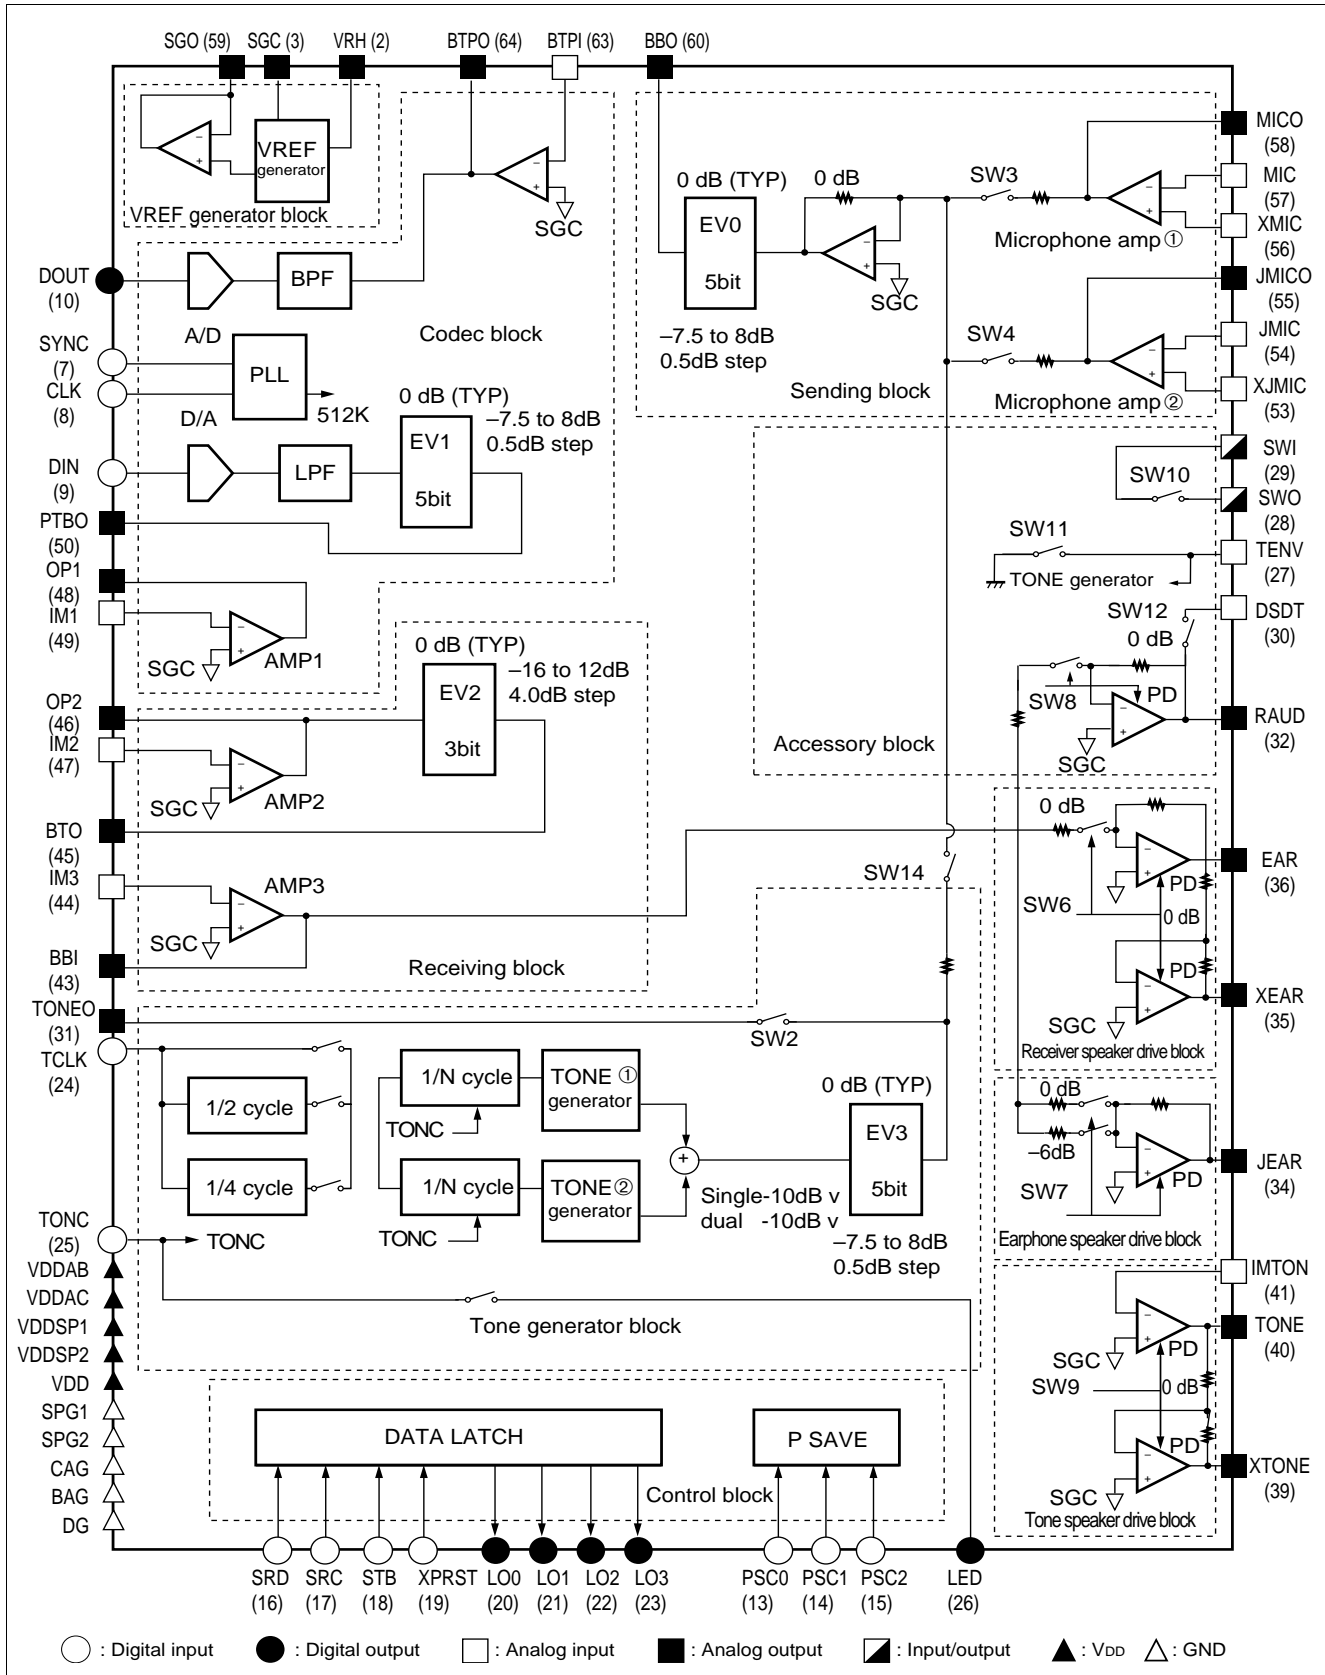 SGO (59) SGC (3) VRH (2) BTPO (64) BTPI (63) BBO (60)
VREF
generator
VREF generator block
SGC
DOUT
(10)
A/D
BPF
Codec block
SYNC
(7)
CLK
(8)
PLL
512K
D/A
0 dB (TYP)
–7.5 to 8dB
0.5dB step
EV1
5bit
DIN
(9)
LPF
PTBO
(50)
OP1
(48)
IM1
(49)
SGC
AMP1
0 dB (TYP)
EV0
5bit
–7.5 to 8dB
0.5dB step
0 dB
SGC
SW3
Microphone amp ①
SW4
Microphone amp ②
Sending block
MICO
(58)
MIC
(57)
XMIC
(56)
JMICO
(55)
JMIC
(54)
XJMIC
(53)
SWI
(29)
SW10
SWO
(28)
SW11
TENV
(27)
TONE generator
SW12
DSDT
(30)
0 dB
SW8
PD
SGC
RAUD
(32)
Accessory block
0 dB (TYP)
–16 to 12dB
4.0dB step
EV2
3bit
OP2
(46)
IM2
(47)
SGC
AMP2
BTO
(45)
IM3
(44)
AMP3
SGC
BBI
(43)
Receiving block
SW14
0 dB
EAR
(36)
PD
SW6
0 dB
PD
SGC
XEAR
(35)
Receiver speaker drive block
TONEO
(31)
SW2
TCLK
(24)
1/2 cycle
1/4 cycle
1/N cycle
TONC
TONE ①
generator
1/N cycle
TONC
TONE ②
generator
+
Single-10dB v
dual -10dB v
0 dB (TYP)
EV3
5bit
–7.5 to 8dB
0.5dB step
0 dB
–6dB
SW7
PD
JEAR
(34)
Earphone speaker drive block
TONC
(25)
TONC
Tone generator block
VDDAB
VDDAC
VDDSP1
VDDSP2
VDD
SPG1
SPG2
CAG
BAG
DG
IMTON
(41)
TONE
(40)
SGC
PD
SW9
0 dB
PD
SGC
XTONE
(39)
Tone speaker drive block
DATA LATCH
P SAVE
Control block
SRD SRC STB XPRST LO0 LO1 LO2 LO3 PSC0 PSC1 PSC2 LED
(16) (17) (18) (19) (20) (21) (22) (23) (13) (14) (15) (26)
: Digital input : Digital output : Analog input : Analog output : Input/output : VDD : GND